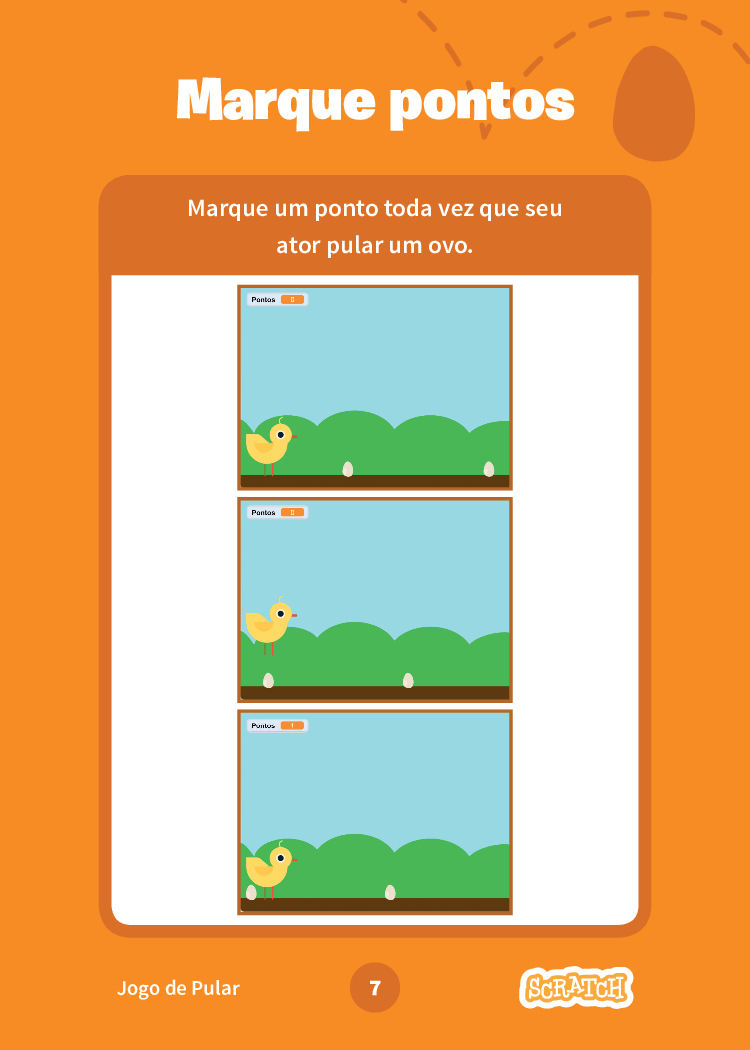 Marque pontos
Marque um ponto toda vez que seu
ator pular um ovo.
Pontos 0
Pontos 0
Pontos 1
Jogo de Pular
7
SCRATCH